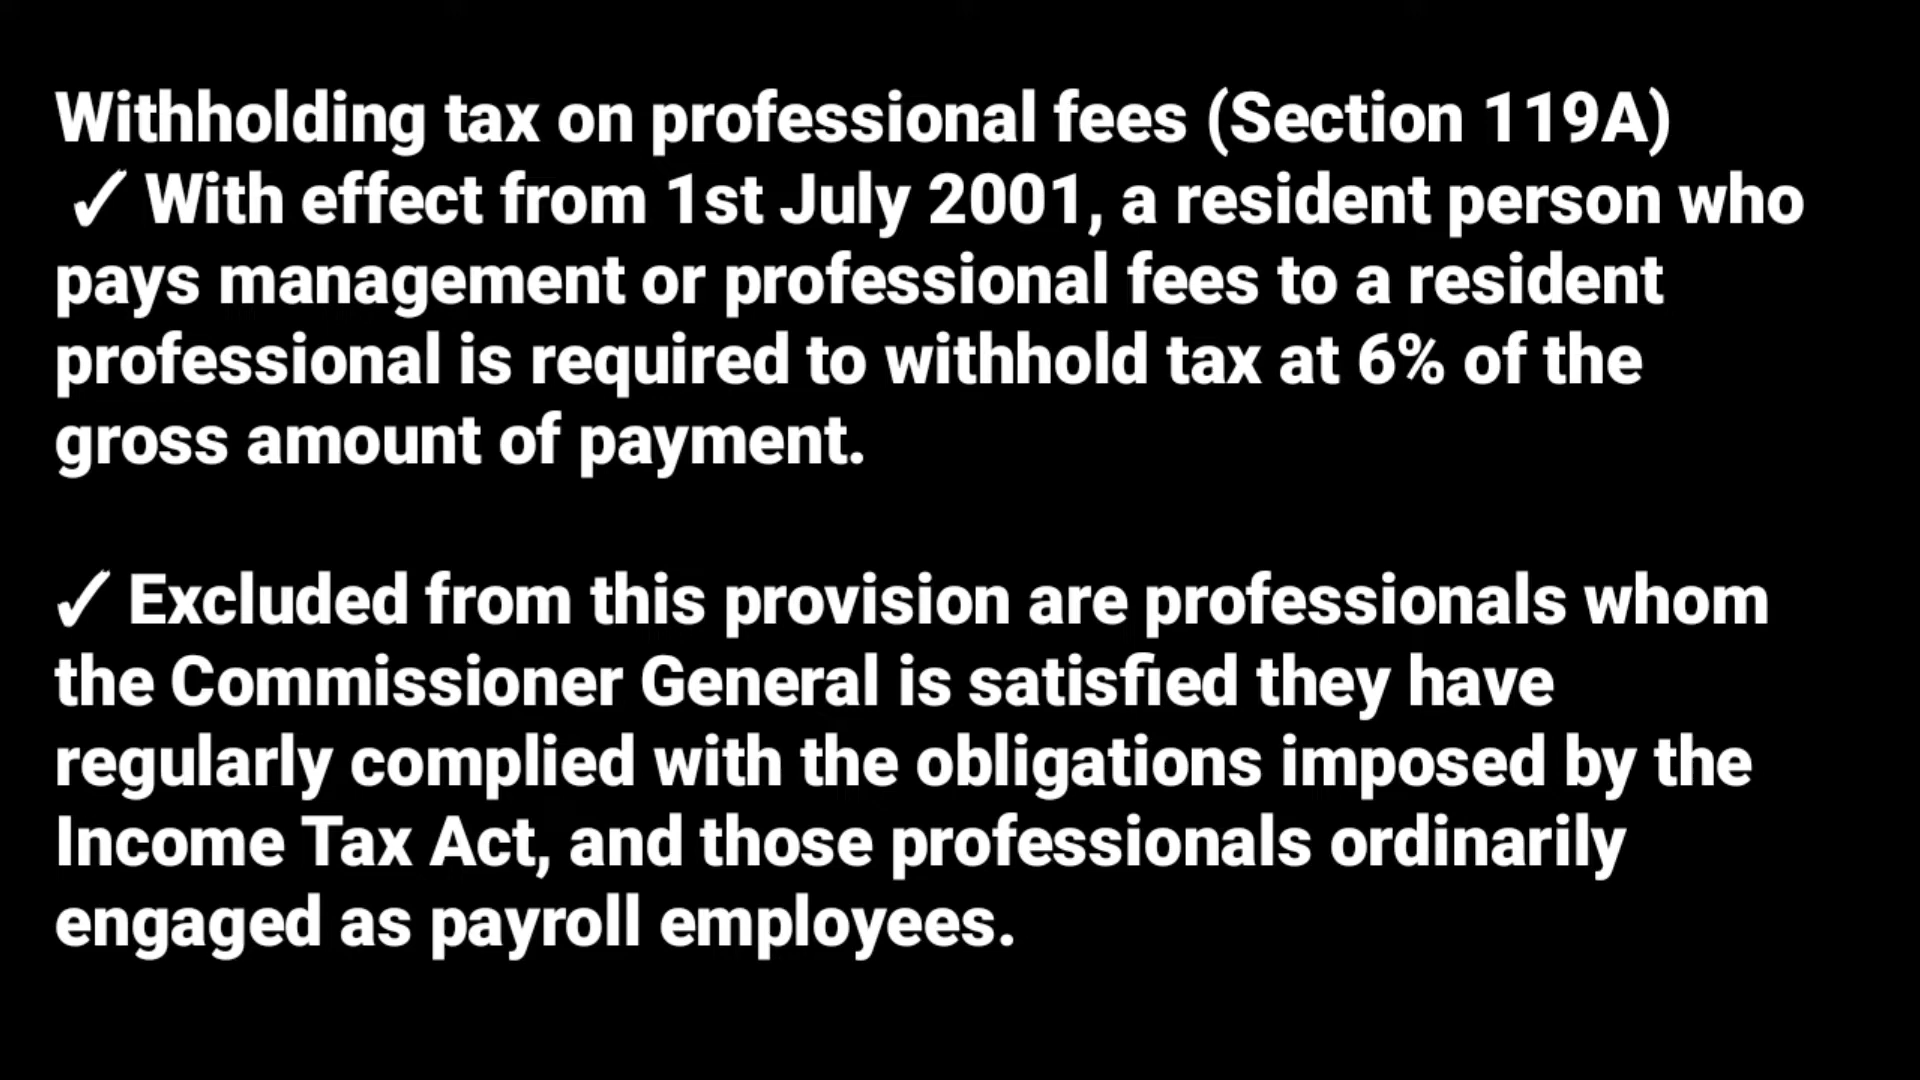 Withholding tax on professional fees (Section 119A)
✓ With effect from 1st July 2001, a resident person who
pays management or professional fees to a resident
professional is required to withhold tax at 6% of the
gross amount of payment.
✓ Excluded from this provision are professionals whom
the Commissioner General is satisfied they have
regularly complied with the obligations imposed by the
Income Tax Act, and those professionals ordinarily
engaged as payroll employees.